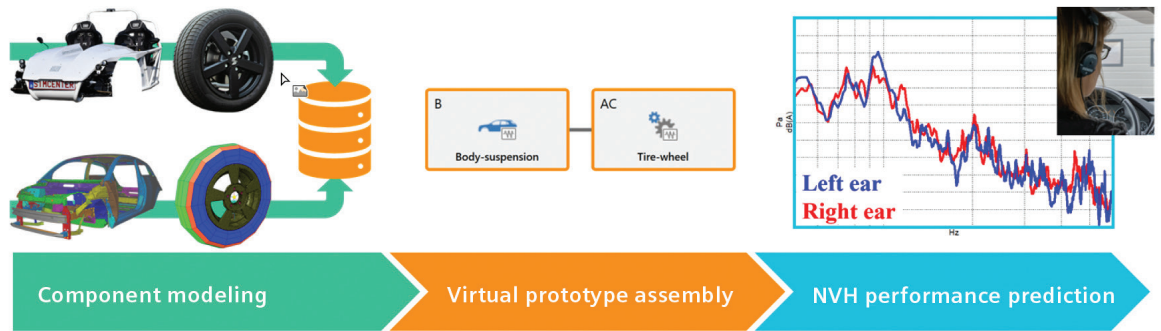 STHCENTER
B
Body-suspension
AC
Tire-wheel
Pa
dB(A)
Left ear
Right ear
Hz
Component modeling
Virtual prototype assembly
NVH performance prediction